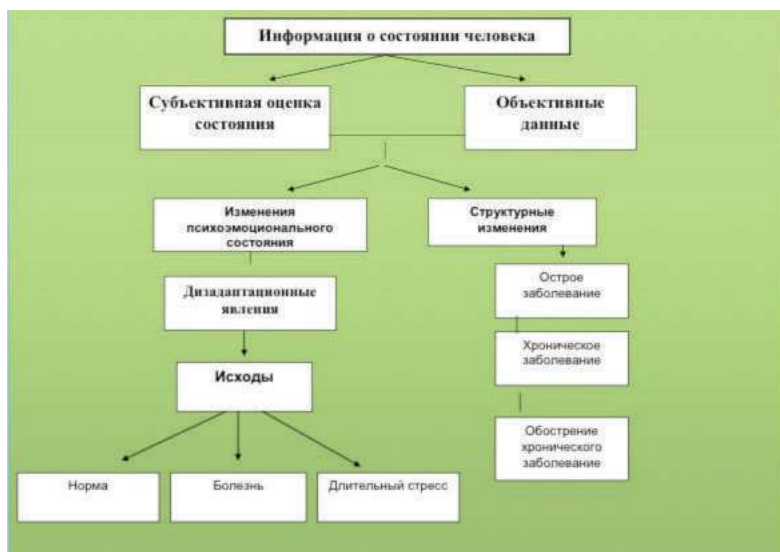 Информация о состоянии человека
Субъективная оценка
состояния
Объективные
данные
Изменения
психоэмоционального
состояния
Структурные
изменения
Дизадаптационные
явления
Острое
заболевание
Хроническое
заболевание
Исходы
Обострение
хронического
заболевание
Норма
Болезнь
Длительный стресс